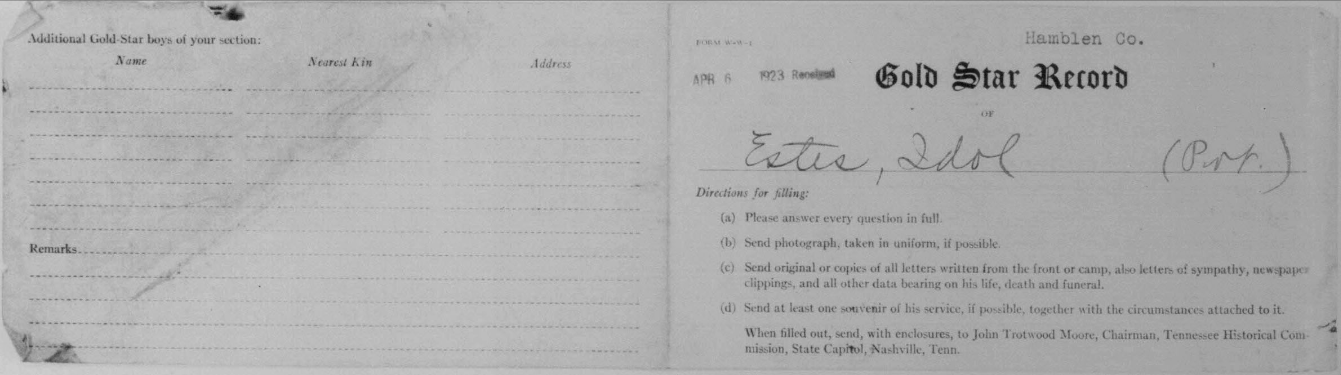 Additional Gold-Star boys of your section:
Name Nearest Kin Address
Remarks
Hamblen Co.
FORM W-W-1
APR 6 1923 Received
Gold Star Record
OF
Estes, Idol (Pvt.)
Directions for filling:
(a) Please answer every question in full.
(b) Send photograph, taken in uniform, if possible.
(c) Send original or copies of all letters written from the front or camp, also letters of sympathy, newspaper
clippings, and all other data bearing on his life, death and funeral.
(d) Send at least one souvenir of his service, if possible, together with the circumstances attached to it.
When filled out, send, with enclosures, to John Trotwood Moore, Chairman, Tennessee Historical Com-
mission, State Capitol, Nashville, Tenn.